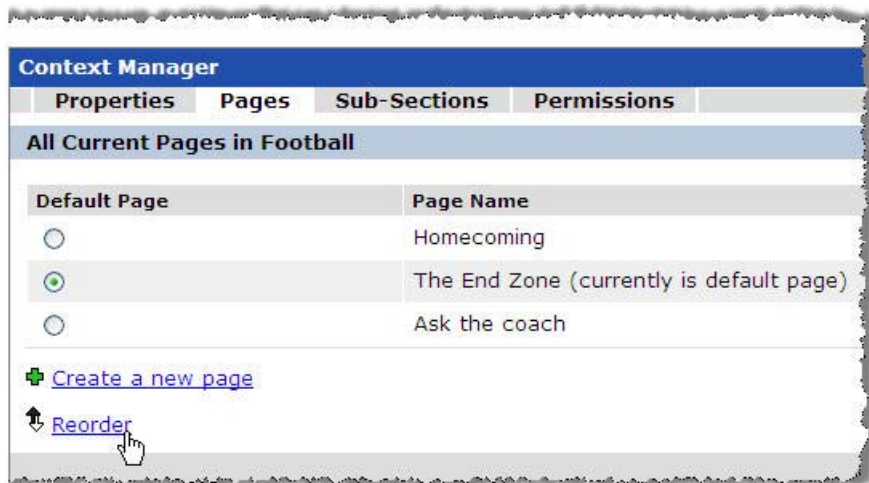 Context Manager
Properties Pages Sub-Sections Permissions
All Current Pages in Football
Default Page Page Name
Homecoming
The End Zone (currently is default page)
Ask the coach
Create a new page
Reorder